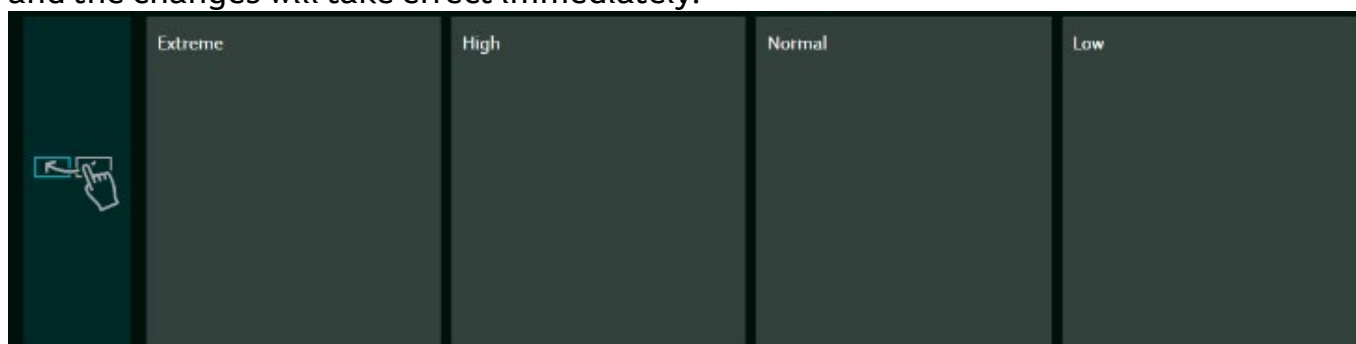 and the changes will take effect immediately.
Extreme High Normal Low